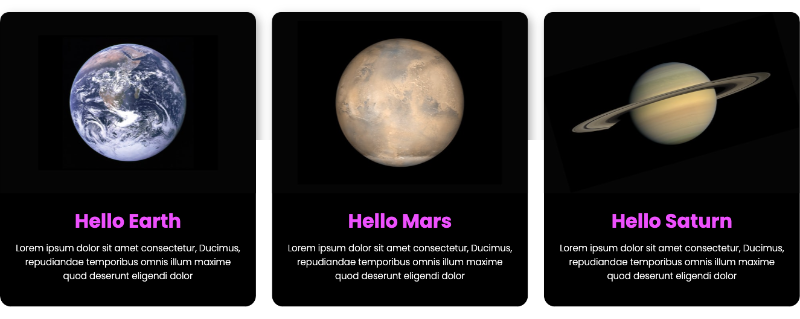 Hello Earth
Lorem ipsum dolor sit amet consectetur, Ducimus,
repudiandae temporibus omnis illum maxime
quod deserunt eligendi dolor
Hello Mars
Lorem ipsum dolor sit amet consectetur, Ducimus,
repudiandae temporibus omnis illum maxime
quod deserunt eligendi dolor
Hello Saturn
Lorem ipsum dolor sit amet consectetur, Ducimus,
repudiandae temporibus omnis illum maxime
quod deserunt eligendi dolor